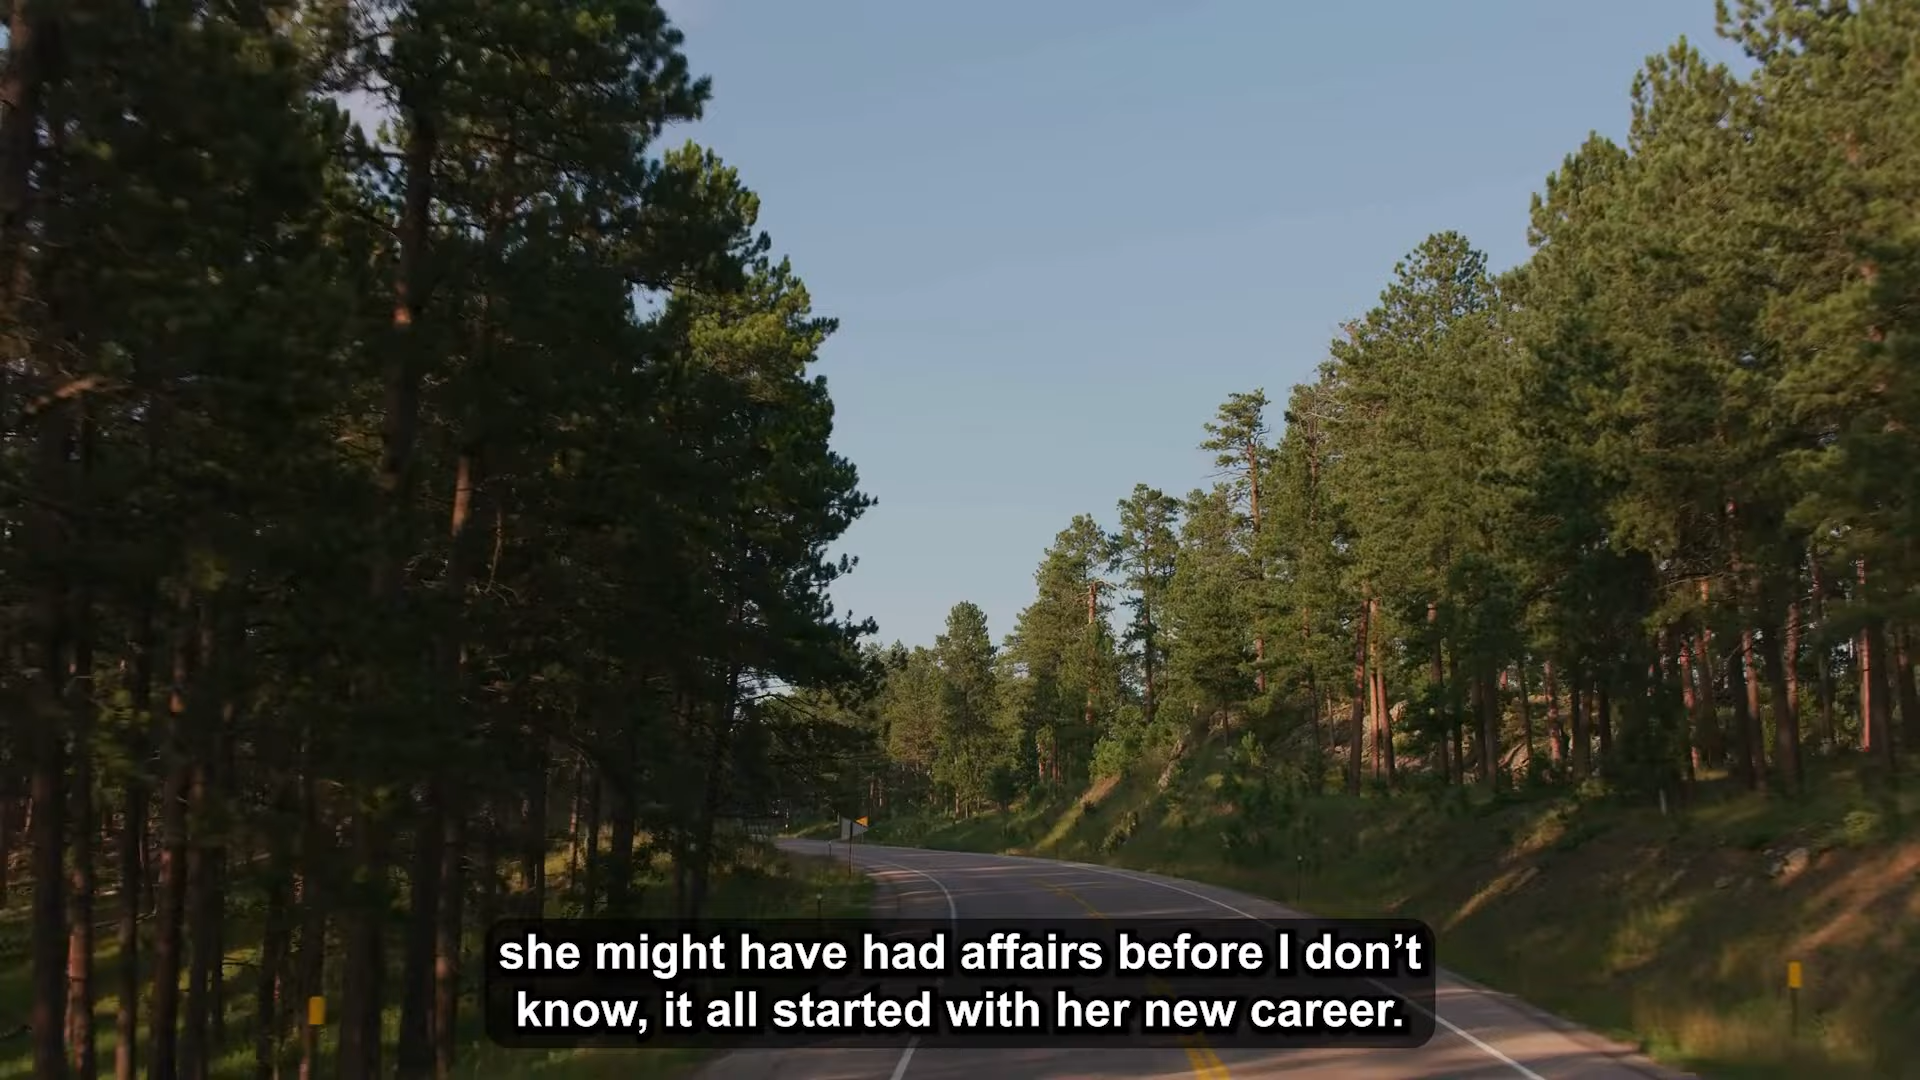 she might have had affairs before I don’t
know, it all started with her new career.